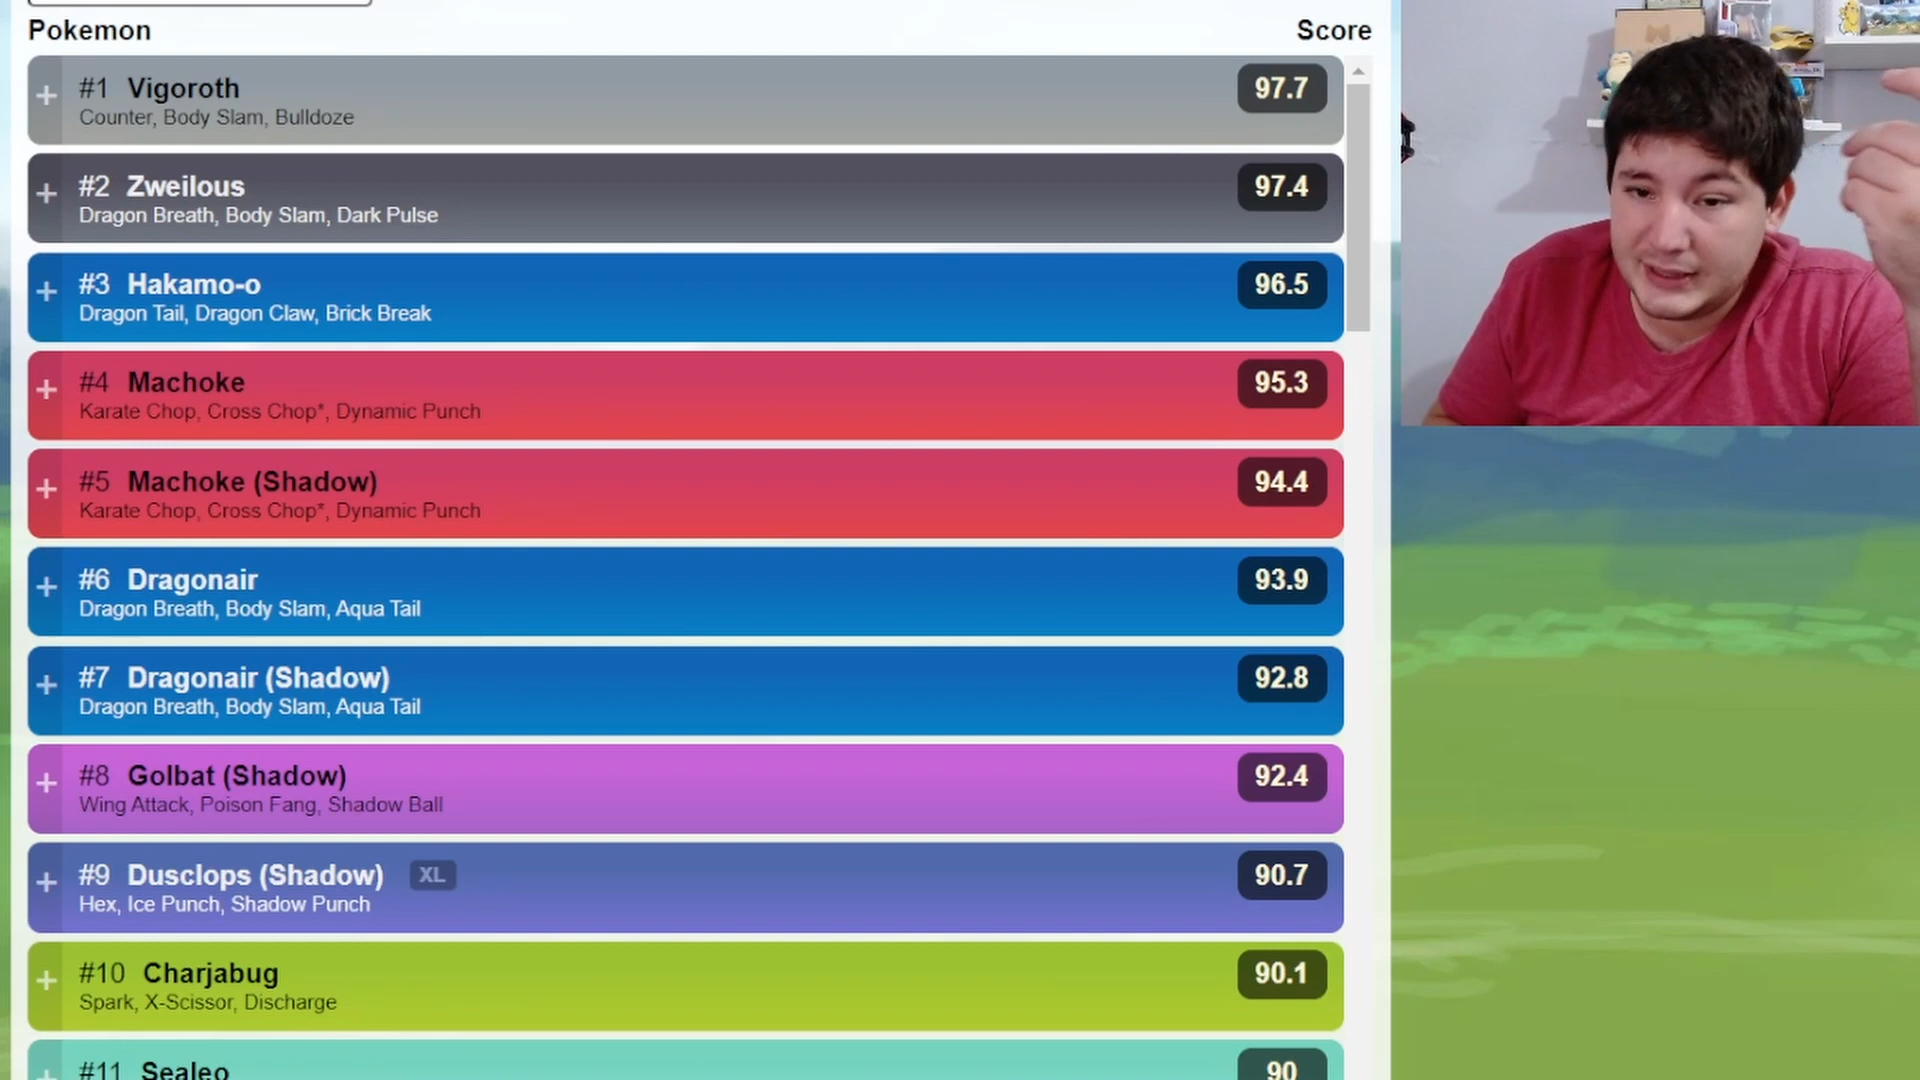 Pokemon
Score
#1 Vigoroth
Counter, Body Slam, Bulldoze
97.7
#2 Zweilous
Dragon Breath, Body Slam, Dark Pulse
97.4
#3 Hakamo-o
Dragon Tail, Dragon Claw, Brick Break
96.5
#4 Machoke
Karate Chop, Cross Chop*, Dynamic Punch
95.3
#5 Machoke (Shadow)
Karate Chop, Cross Chop*, Dynamic Punch
94.4
#6 Dragonair
Dragon Breath, Body Slam, Aqua Tail
93.9
#7 Dragonair (Shadow)
Dragon Breath, Body Slam, Aqua Tail
92.8
#8 Golbat (Shadow)
Wing Attack, Poison Fang, Shadow Ball
92.4
#9 Dusclops (Shadow) XL
Hex, Ice Punch, Shadow Punch
90.7
#10 Charjabug
Spark, X-Scissor, Discharge
90.1
#11 Sealeo
90